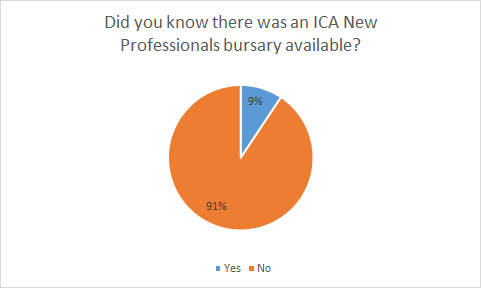 Did you know there was an ICA New
Professionals bursary available?
9%
91%
Yes No